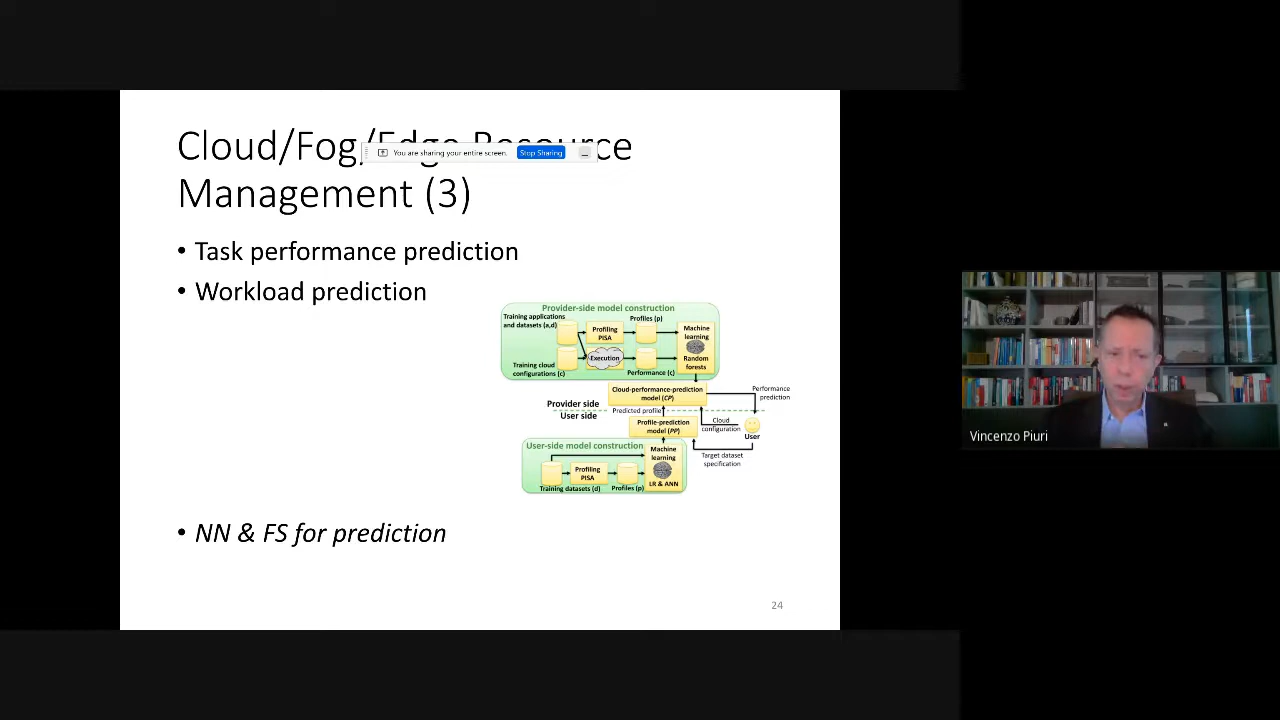 Cloud/Fog/Edge Resource
You are sharing your entire screen. Stop Sharing
Management (3)
• Task performance prediction
• Workload prediction
Provider-side model construction
Training applications
and datasets (a,d)
Profiling
PISA
Profiles (p)
Machine
learning
Random
forests
Execution
Training cloud
configurations (c)
Performance (c)
Cloud-performance-prediction
model (CP)
Performance
prediction
Provider side
User side
Predicted profile
Cloud
configuration
User
Profile-prediction
model (PP)
Target dataset
specification
User-side model construction
Machine
learning
LR & ANN
Profiling
PISA
Training datasets (d)
Profiles (p)
• NN & FS for prediction
24
Vincenzo Piuri